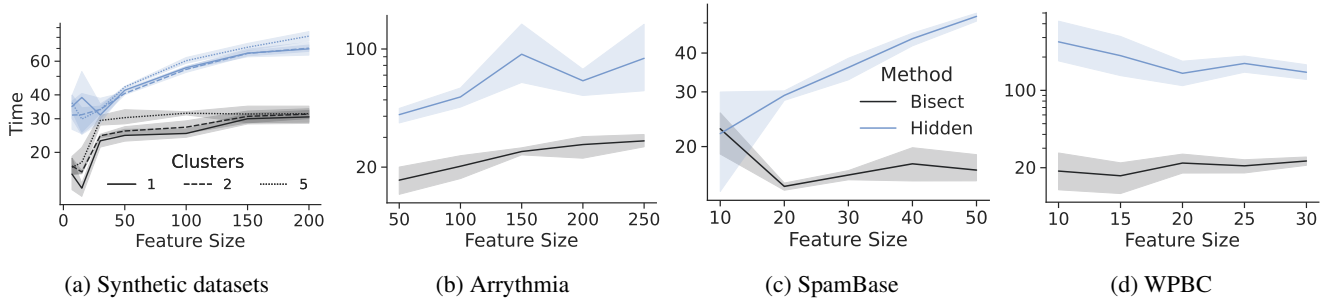 Time
60
40
30
20
Clusters
1 2 5
0 50 100 150 200
Feature Size
(a) Synthetic datasets
100
20
50 100 150 200 250
Feature Size
(b) Arrythmia
40
30
20
Method
Bisect
Hidden
10 20 30 40 50
Feature Size
(c) SpamBase
100
20
10 15 20 25 30
Feature Size
(d) WPBC